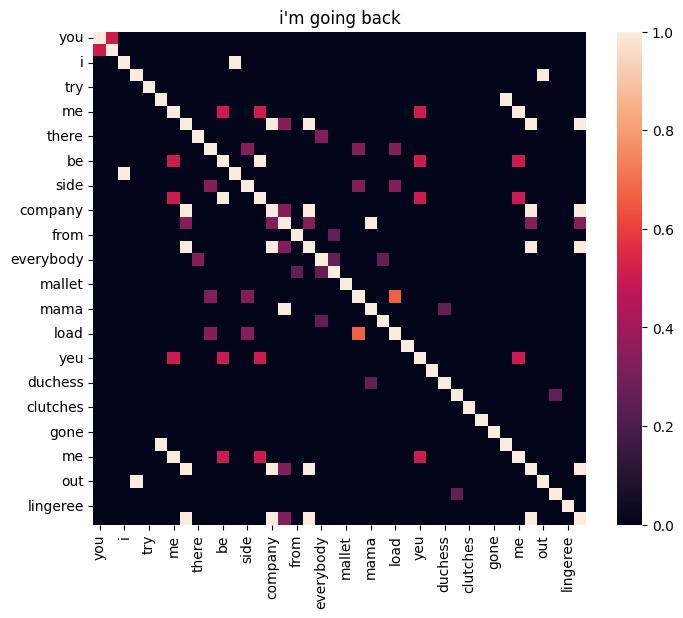 i'm going back
you
i
try
me
there
be
side
company
from
everybody
mallet
mama
load
yeu
duchess
clutches
gone
me
out
lingeree
1.0
0.8
0.6
0.4
0.2
0.0
you
i
try
me
there
be
side
company
from
everybody
mallet
mama
load
yeu
duchess
clutches
gone
me
out
lingeree